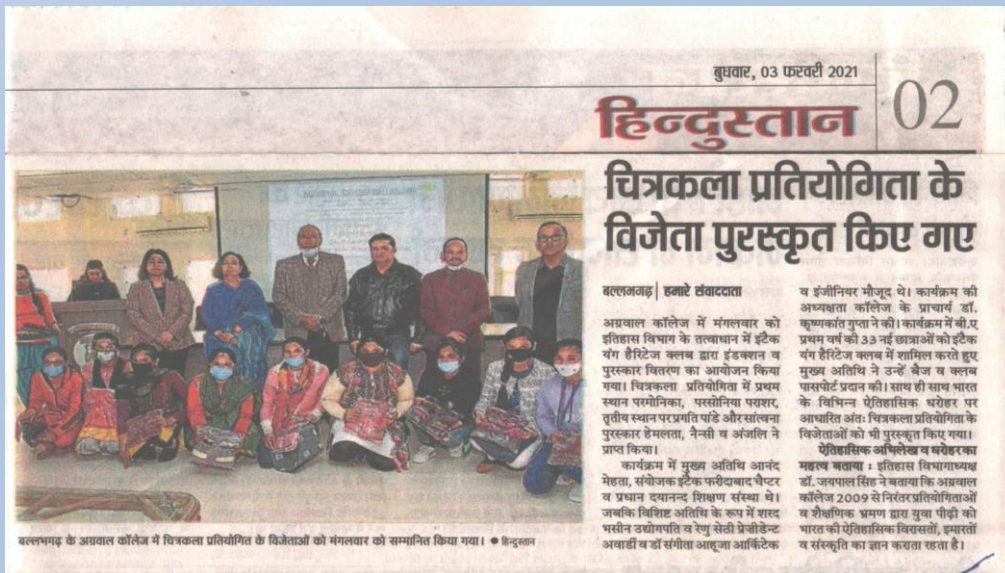 बुधवार, 03 फरवरी 2021
हिन्दुस्तान
02
चित्रकला प्रतियोगिता के
विजेता पुरस्कृत किए गए
बल्लभगढ़ | हमारे संवाददाता
अग्रवाल कॉलेज में मंगलवार को
इतिहास विभाग के तत्वाधान में इंटैक
यंग हैरिटेज क्लब द्वारा इंडक्शन व
पुरस्कार वितरण का आयोजन किया
गया। चित्रकला प्रतियोगिता में प्रथम
स्थान परमोनिका, परसोनिया पराशर,
तृतीय स्थान पर प्रगति पांडे और सांत्वना
पुरस्कार हेमलता, नैन्सी व अंजलि ने
प्राप्त किया।
कार्यक्रम में मुख्य अतिथि आनंद
मेहता, संयोजक इंटैक फरीदाबाद चैप्टर
व प्रधान दयानन्द शिक्षण संस्था थे।
जबकि विशिष्ट अतिथि के रूप में शरद
भसीन उद्योगपति व रेणु सेठी प्रेजीडेन्ट
अवार्डी व डॉ संगीता आहूजा आर्किटेक
व इंजीनियर मौजूद थे। कार्यक्रम की
अध्यक्षता कॉलेज के प्राचार्य डॉ.
कृष्णकांत गुप्ता ने की। कार्यक्रम में बी.ए
प्रथम वर्ष की 33 नई छात्राओं को इंटैक
यंग हैरिटेज क्लब में शामिल करते हुए
मुख्य अतिथि ने उन्हें बैज व क्लब
पासपोर्ट प्रदान की। साथ ही साथ भारत
के विभिन्न ऐतिहासिक धरोहर पर
आधारित अंतः चित्रकला प्रतियोगिता के
विजेताओं को भी पुरस्कृत किए गया।
ऐतिहासिक अभिलेख व धरोहर का
महत्व बताया : इतिहास विभागाध्यक्ष
डॉ. जयपाल सिंह ने बताया कि अग्रवाल
कॉलेज 2009 से निरंतर प्रतियोगिताओं
व शैक्षणिक भ्रमण द्वारा युवा पीढ़ी को
भारत की ऐतिहासिक विरासतों, इमारतों
व संस्कृति का ज्ञान कराता रहता है।
बल्लभगढ़ के अग्रवाल कॉलेज में चित्रकला प्रतियोगित के विजेताओं को मंगलवार को सम्मानित किया गया। ● हिन्दुस्तान